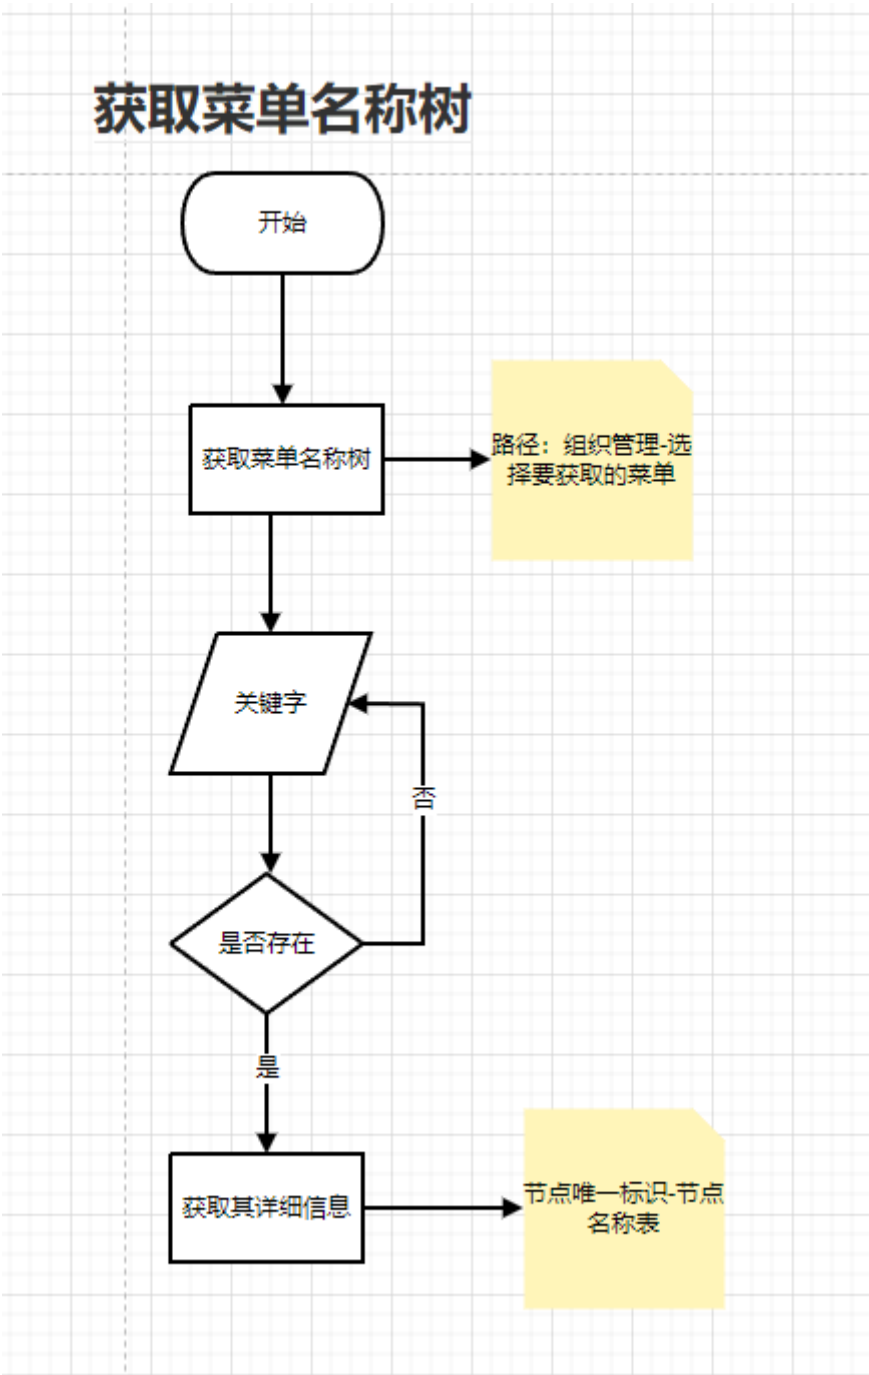 获取菜单名称树
开始
获取菜单名称树
路径：组织管理-选
择要获取的菜单
关键字
否
是否存在
是
获取其详细信息
节点唯一标识-节点
名称表